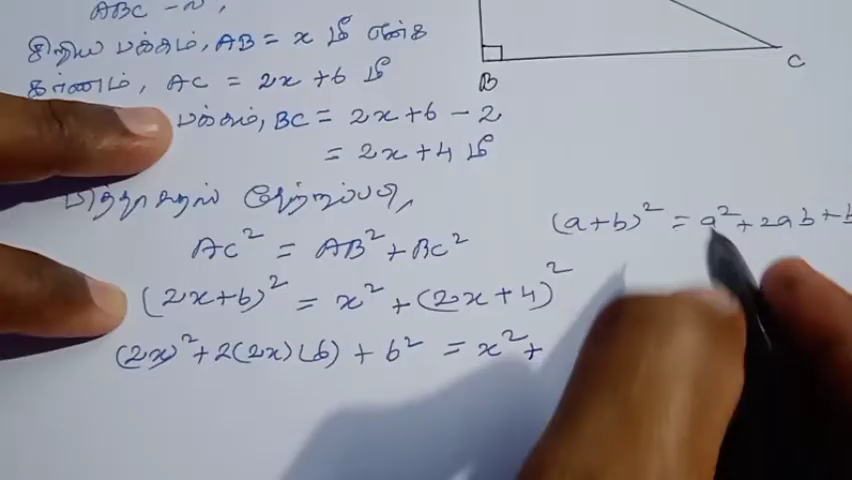 ABC -ல்,
சிறிய பக்கம், AB = x மீ என்க
கர்ணம், AC = 2x + 6 மீ
பக்கம், BC = 2x + 6 - 2
= 2x + 4 மீ
பித்தாகரஸ் தேற்றப்படி,
AC² = AB² + BC²
(2x + 6)² = x² + (2x + 4)²
(2x)² + 2(2x)(6) + 6² = x² +
B
C
(a+b)² = a² + 2ab + b